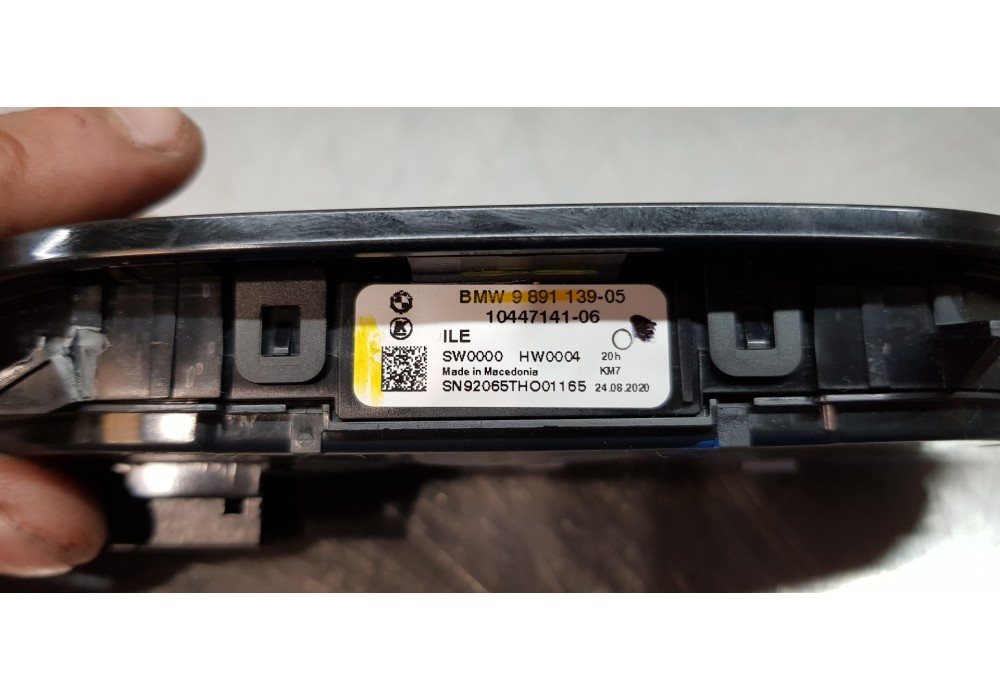 BMW 9 891 139-05
10447141-06
ILE
SW0000 HW0004 20h
Made in Macedonia KM7
SN92065THO01165 24.08.2020